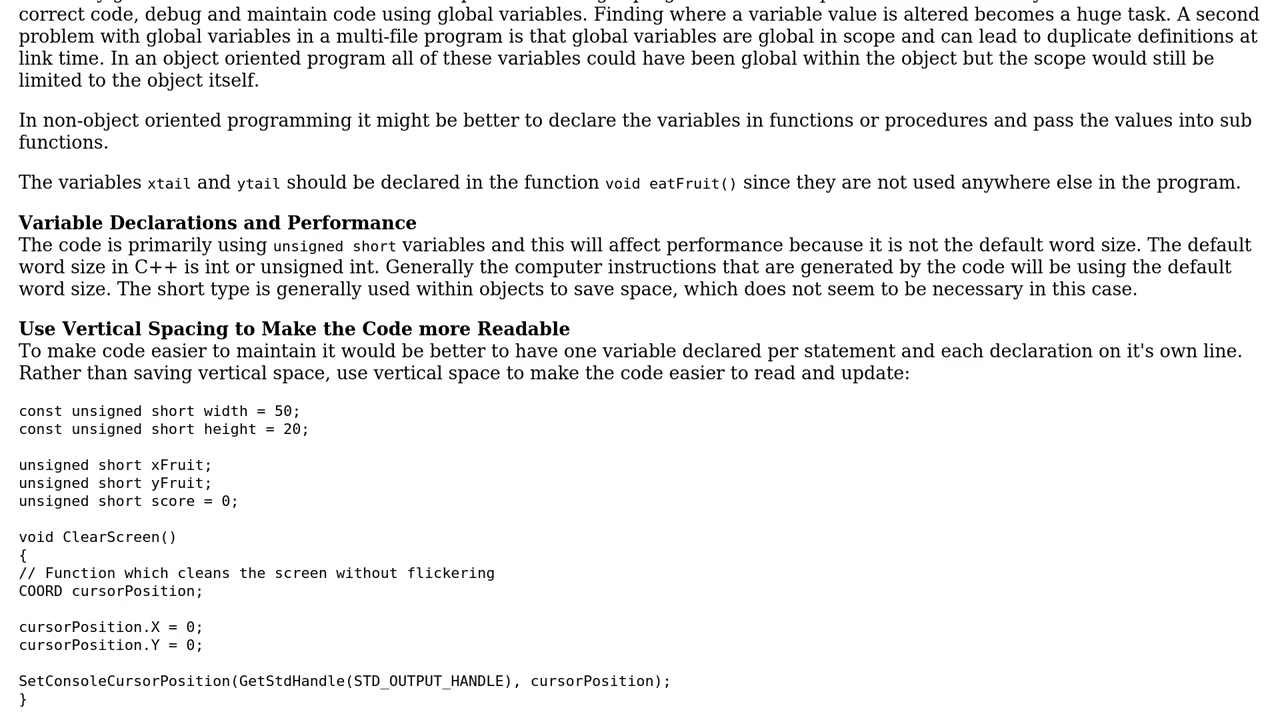 correct code, debug and maintain code using global variables. Finding where a variable value is altered becomes a huge task. A second
problem with global variables in a multi-file program is that global variables are global in scope and can lead to duplicate definitions at
link time. In an object oriented program all of these variables could have been global within the object but the scope would still be
limited to the object itself.
In non-object oriented programming it might be better to declare the variables in functions or procedures and pass the values into sub
functions.
The variables xtail and ytail should be declared in the function void eatFruit() since they are not used anywhere else in the program.
Variable Declarations and Performance
The code is primarily using unsigned short variables and this will affect performance because it is not the default word size. The default
word size in C++ is int or unsigned int. Generally the computer instructions that are generated by the code will be using the default
word size. The short type is generally used within objects to save space, which does not seem to be necessary in this case.
Use Vertical Spacing to Make the Code more Readable
To make code easier to maintain it would be better to have one variable declared per statement and each declaration on it's own line.
Rather than saving vertical space, use vertical space to make the code easier to read and update:
const unsigned short width = 50;
const unsigned short height = 20;
unsigned short xFruit;
unsigned short yFruit;
unsigned short score = 0;
void ClearScreen()
{
// Function which cleans the screen without flickering
COORD cursorPosition;
cursorPosition.X = 0;
cursorPosition.Y = 0;
SetConsoleCursorPosition(GetStdHandle(STD_OUTPUT_HANDLE), cursorPosition);
}